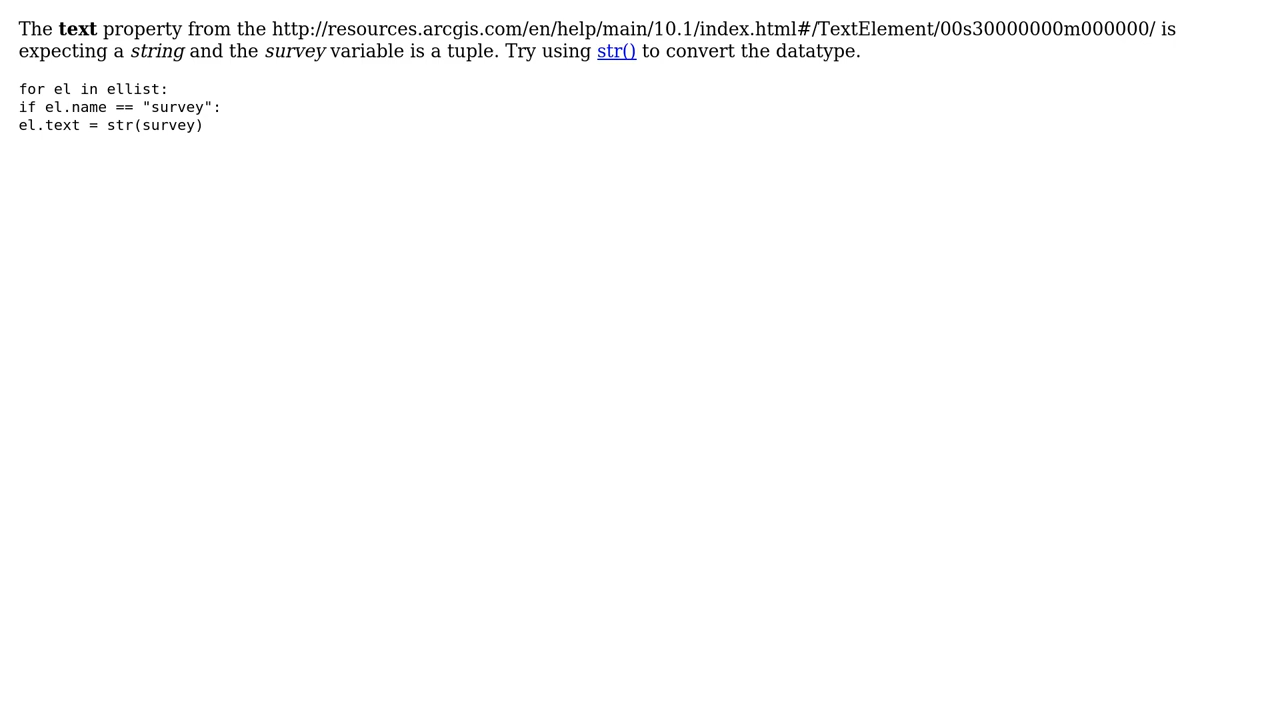 The text property from the http://resources.arcgis.com/en/help/main/10.1/index.html#/TextElement/00s30000000m000000/ is
expecting a string and the survey variable is a tuple. Try using str() to convert the datatype.
for el in ellist:
if el.name == "survey":
el.text = str(survey)